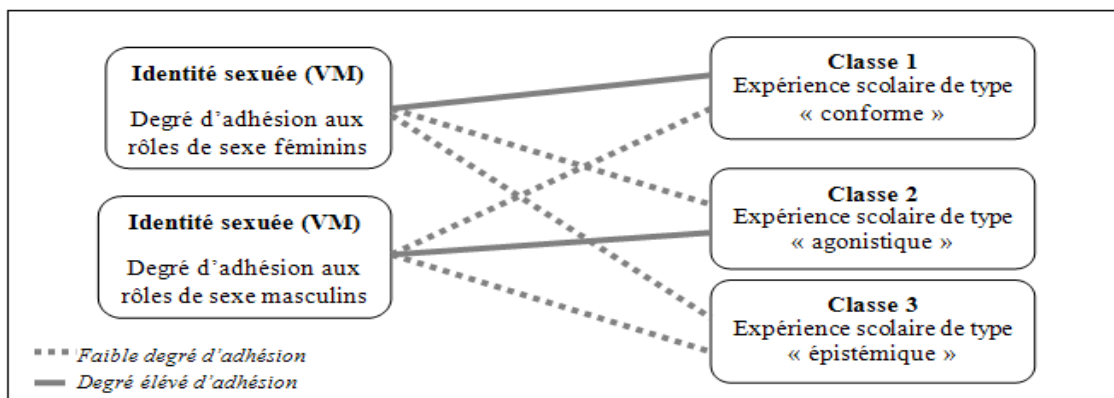 Identité sexuée (VM)
Degré d'adhésion aux
rôles de sexe féminins
Identité sexuée (VM)
Degré d'adhésion aux
rôles de sexe masculins
Faible degré d'adhésion
Degré élévé d'adhésion
Classe 1
Expérience scolaire de type
« conforme »
Classe 2
Expérience scolaire de type
« agonistique »
Classe 3
Expérience scolaire de type
« épistémique »